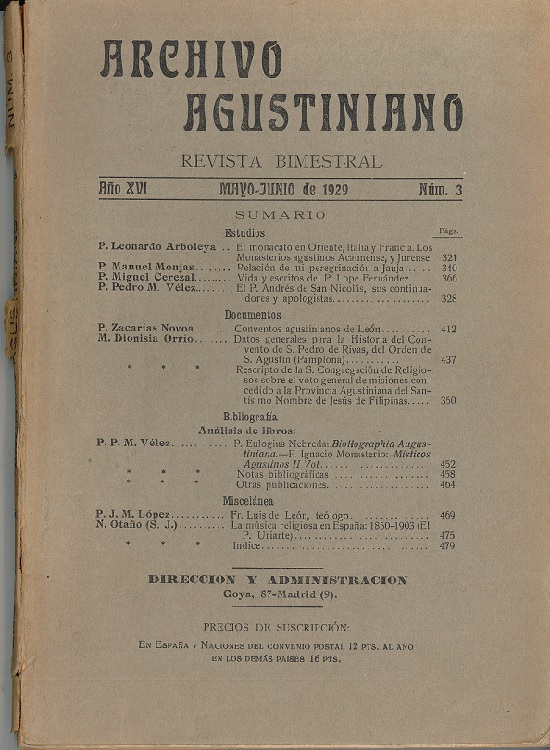 NUM 3
ARCHIVO
AGUSTINIANO
REVISTA BIMESTRAL
Año XVI MAYO-JUNIO de 1929 Núm. 3
SUMARIO
Estudios Págs.
P. Leonardo Arboleya .. El monacato en Oriente, Italia y Francia. Los
Monasterios agustinos Acaunense, y Jurense 321
P. Manuel Monjas....... Relación de mi peregrinación a Jauja.... 340
P. Miguel Cerezal....... Vida y escritos de P. Lope Fernández 366
P. Pedro M. Vélez...... El P. Andrés de San Nicolás, sus continua-
dores y apologistas.................. 328
Documentos
P. Zacarías Novoa Conventos agustinianos de León......... 412
M. Dionisia Orrio....... Datos generales para la Historia del Con-
vento de S. Pedro de Rivas, del Orden de
S. Agustín (Pamplona)........... 437
* * * Rescripto de la S. Congregación de Religio-
sos sobre el voto general de misiones con
cedido a la Provincia Agustiniana del San-
tísimo Nombre de Jesús de Filipinas..... 350
Bibliografía
Análisis de libros:
P. P. M. Vélez........... P. Eulogius Nebreda: Bibliographia Augus-
tiniana.—F. Ignacio Monasterio: Místicos
Agustinos II Vol................... 452
* * * Notas bibliográficas .................. 458
* * * Otras publicaciones.................. 464
Miscelánea
P. J. M. López.......... Fr. Luis de León, teólogo............ 469
N. Otaño (S. J.)......... La música religiosa en España: 1850-1903 (El
P. Uriarte)........................ 475
* * * Indice............................ 479
DIRECCION Y ADMINISTRACION
Goya, 87-Madrid (9).
PRECIOS DE SUSCRIPCIÓN:
EN ESPAÑA Y NACIONES DEL CONVENIO POSTAL 12 PTS. AL AÑO
EN LOS DEMÁS PAISES 16 PTS.